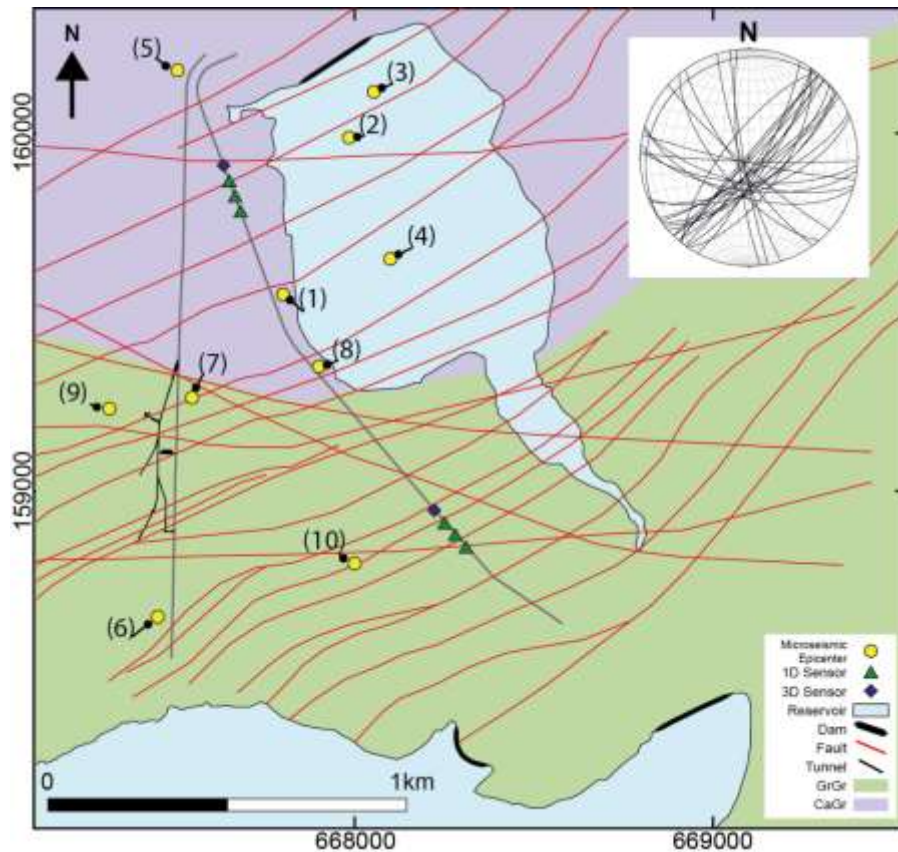 N
N
(5)
(3)
(2)
(4)
(1)
(8)
(7)
(9)
(10)
(6)
160000
159000
0
1km
668000
669000
Microseismic
Epicenter
1D Sensor
3D Sensor
Reservoir
Dam
Fault
Tunnel
GrGr
CaGr